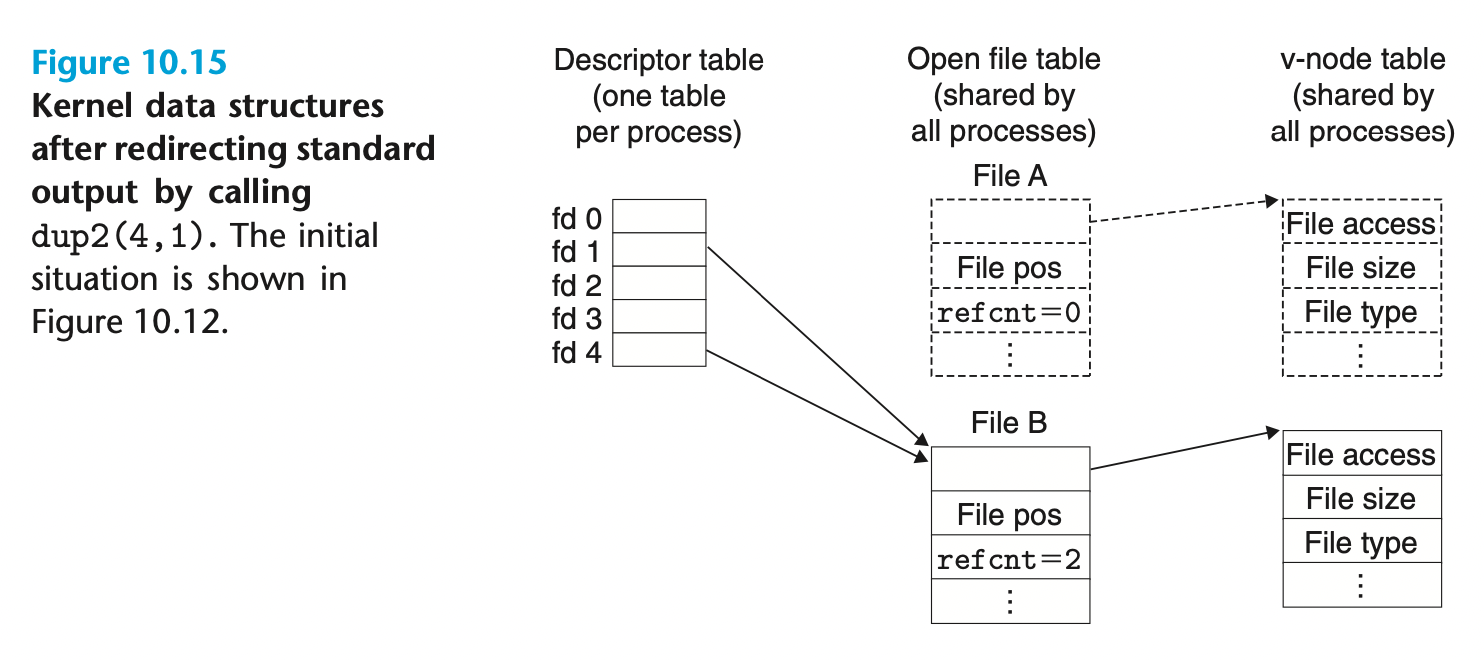 Figure 10.15
Kernel data structures
after redirecting standard
output by calling
dup2(4,1). The initial
situation is shown in
Figure 10.12.
Descriptor table
(one table
per process)
fd 0
fd 1
fd 2
fd 3
fd 4
Open file table
(shared by
all processes)
File A
File pos
refcnt=0
⋮
File B
File pos
refcnt=2
⋮
v-node table
(shared by
all processes)
File access
File size
File type
⋮
File access
File size
File type
⋮